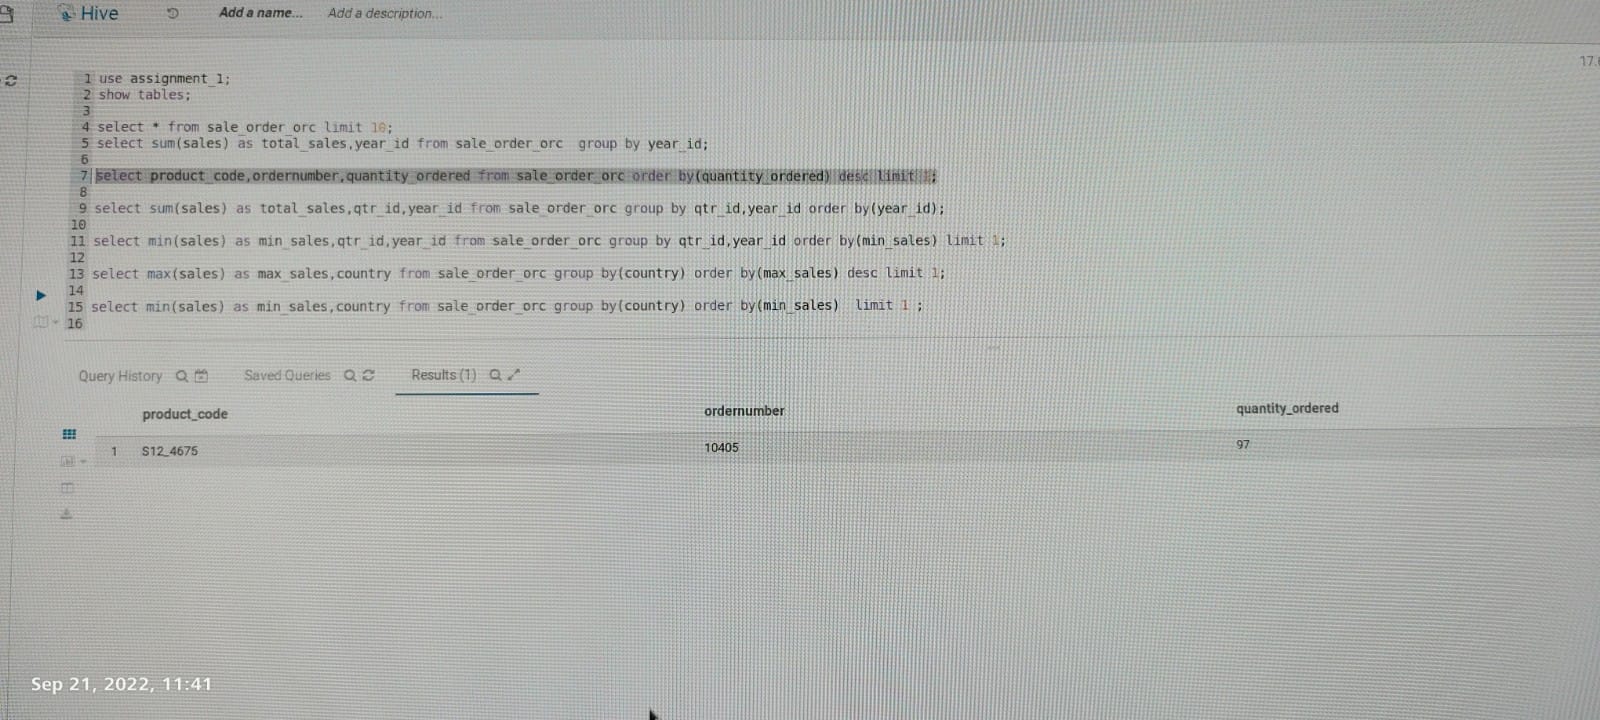 Hive Add a name... Add a description...
17.
1 use assignment_1;
2 show tables;
3
4 select * from sale_order_orc limit 10;
5 select sum(sales) as total_sales,year_id from sale_order_orc  group by year_id;
6
7 select product_code,ordernumber,quantity_ordered from sale_order_orc order by(quantity_ordered) desc limit 1;
8
9 select sum(sales) as total_sales,qtr_id,year_id from sale_order_orc group by qtr_id,year_id order by(year_id);
10
11 select min(sales) as min_sales,qtr_id,year_id from sale_order_orc group by qtr_id,year_id order by(min_sales) limit 1;
12
13 select max(sales) as max_sales,country from sale_order_orc group by(country) order by(max_sales) desc limit 1;
14
15 select min(sales) as min_sales,country from sale_order_orc group by(country) order by(min_sales)  limit 1 ;
16
Query History Saved Queries Results (1)
product_code ordernumber quantity_ordered
1 S12_4675 10405 97
Sep 21, 2022, 11:41